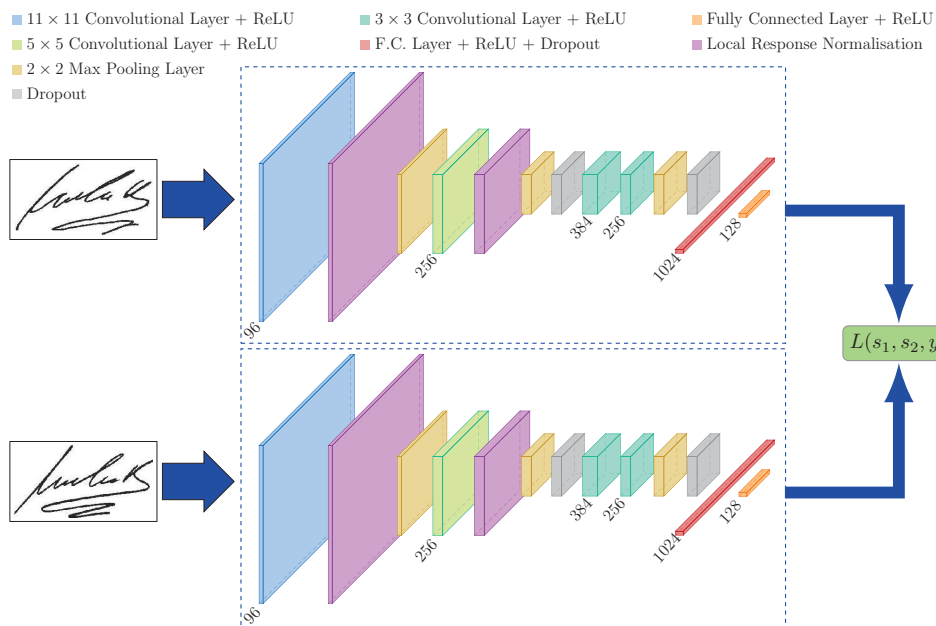 11 × 11 Convolutional Layer + ReLU
3 × 3 Convolutional Layer + ReLU
Fully Connected Layer + ReLU
5 × 5 Convolutional Layer + ReLU
F.C. Layer + ReLU + Dropout
Local Response Normalisation
2 × 2 Max Pooling Layer
Dropout
96
256
384
256
1024
128
L(s₁, s₂, y
96
256
384
256
1024
128